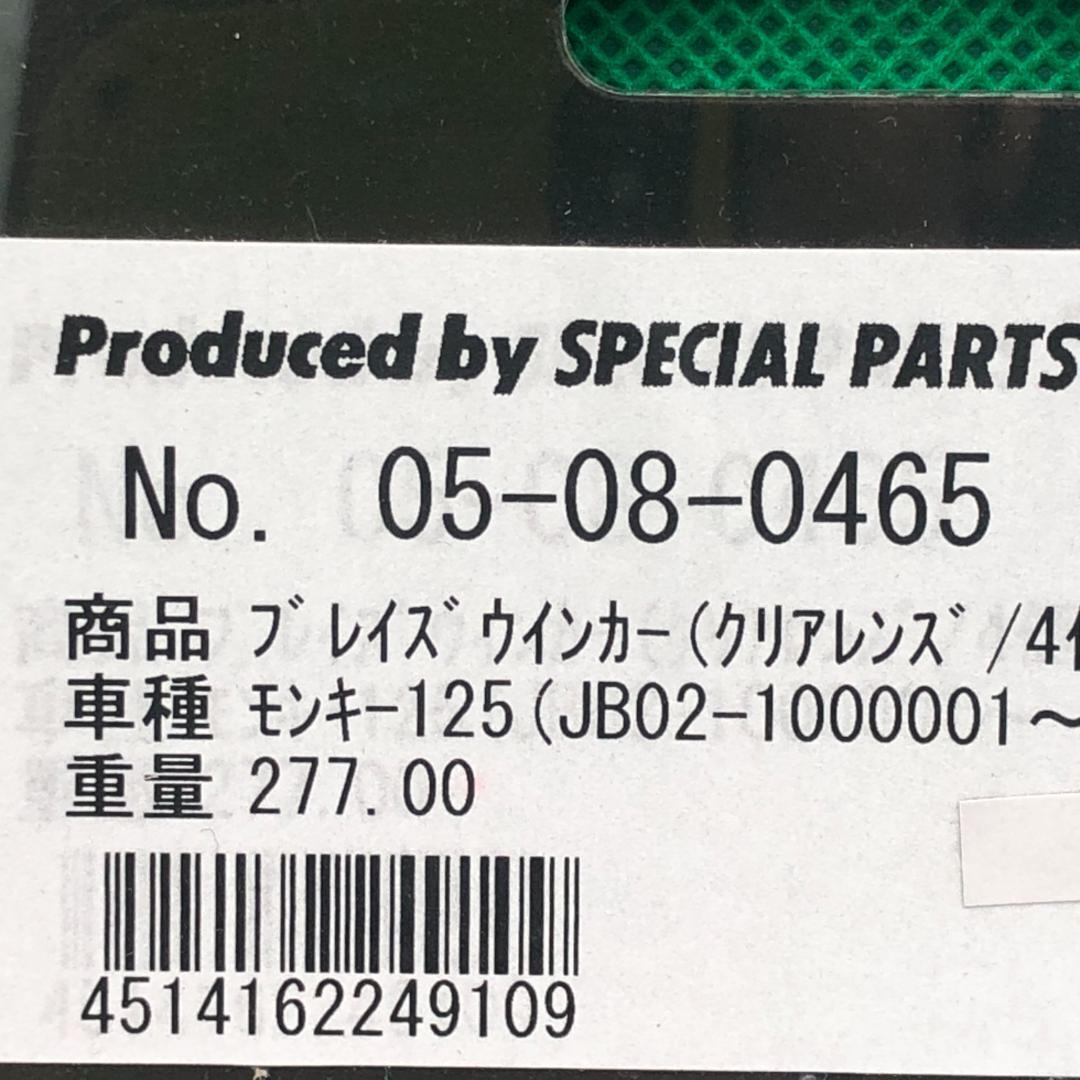 Produced by SPECIAL PARTS
No. 05-08-0465
商品 ﾌﾞﾚｲｽﾞｳｲﾝｶｰ(ｸﾘｱﾚﾝｽﾞ/4
車種 ﾓﾝｷｰ125(JB02-1000001～
重量 277.00
4514162249109